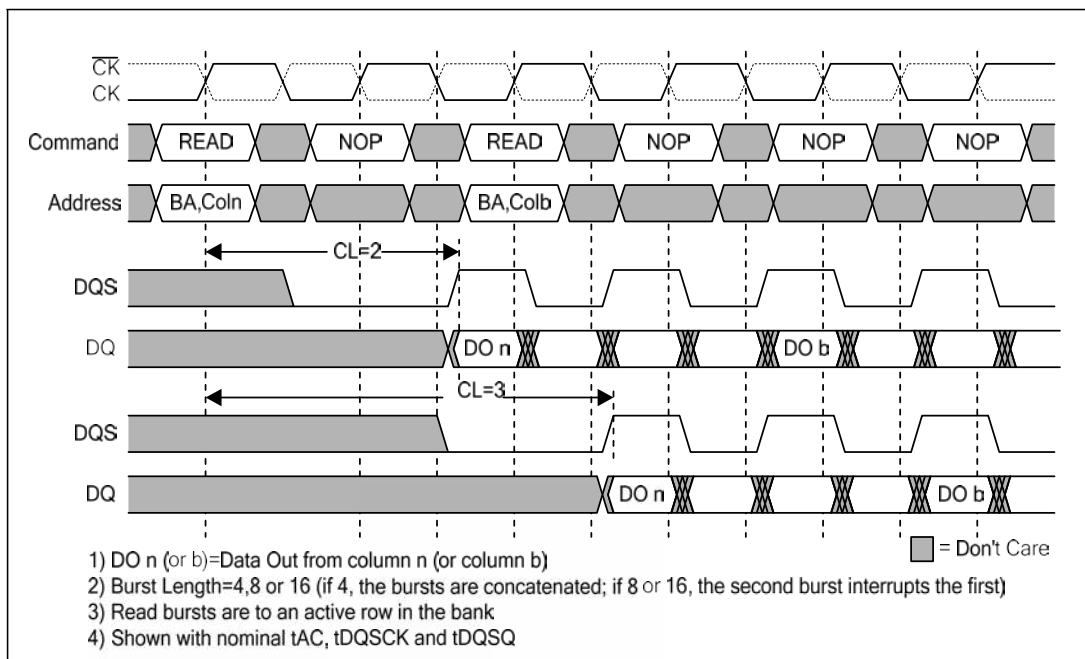 CK
CK
Command READ NOP READ NOP NOP NOP
Address BA,Coln BA,Colb
CL=2
DQS
DQ DO n DO b
CL=3
DQS
DQ DO n DO b
= Don't Care
1) DO n (or b)=Data Out from column n (or column b)
2) Burst Length=4,8 or 16 (if 4, the bursts are concatenated; if 8 or 16, the second burst interrupts the first)
3) Read bursts are to an active row in the bank
4) Shown with nominal tAC, tDQSCK and tDQSQ